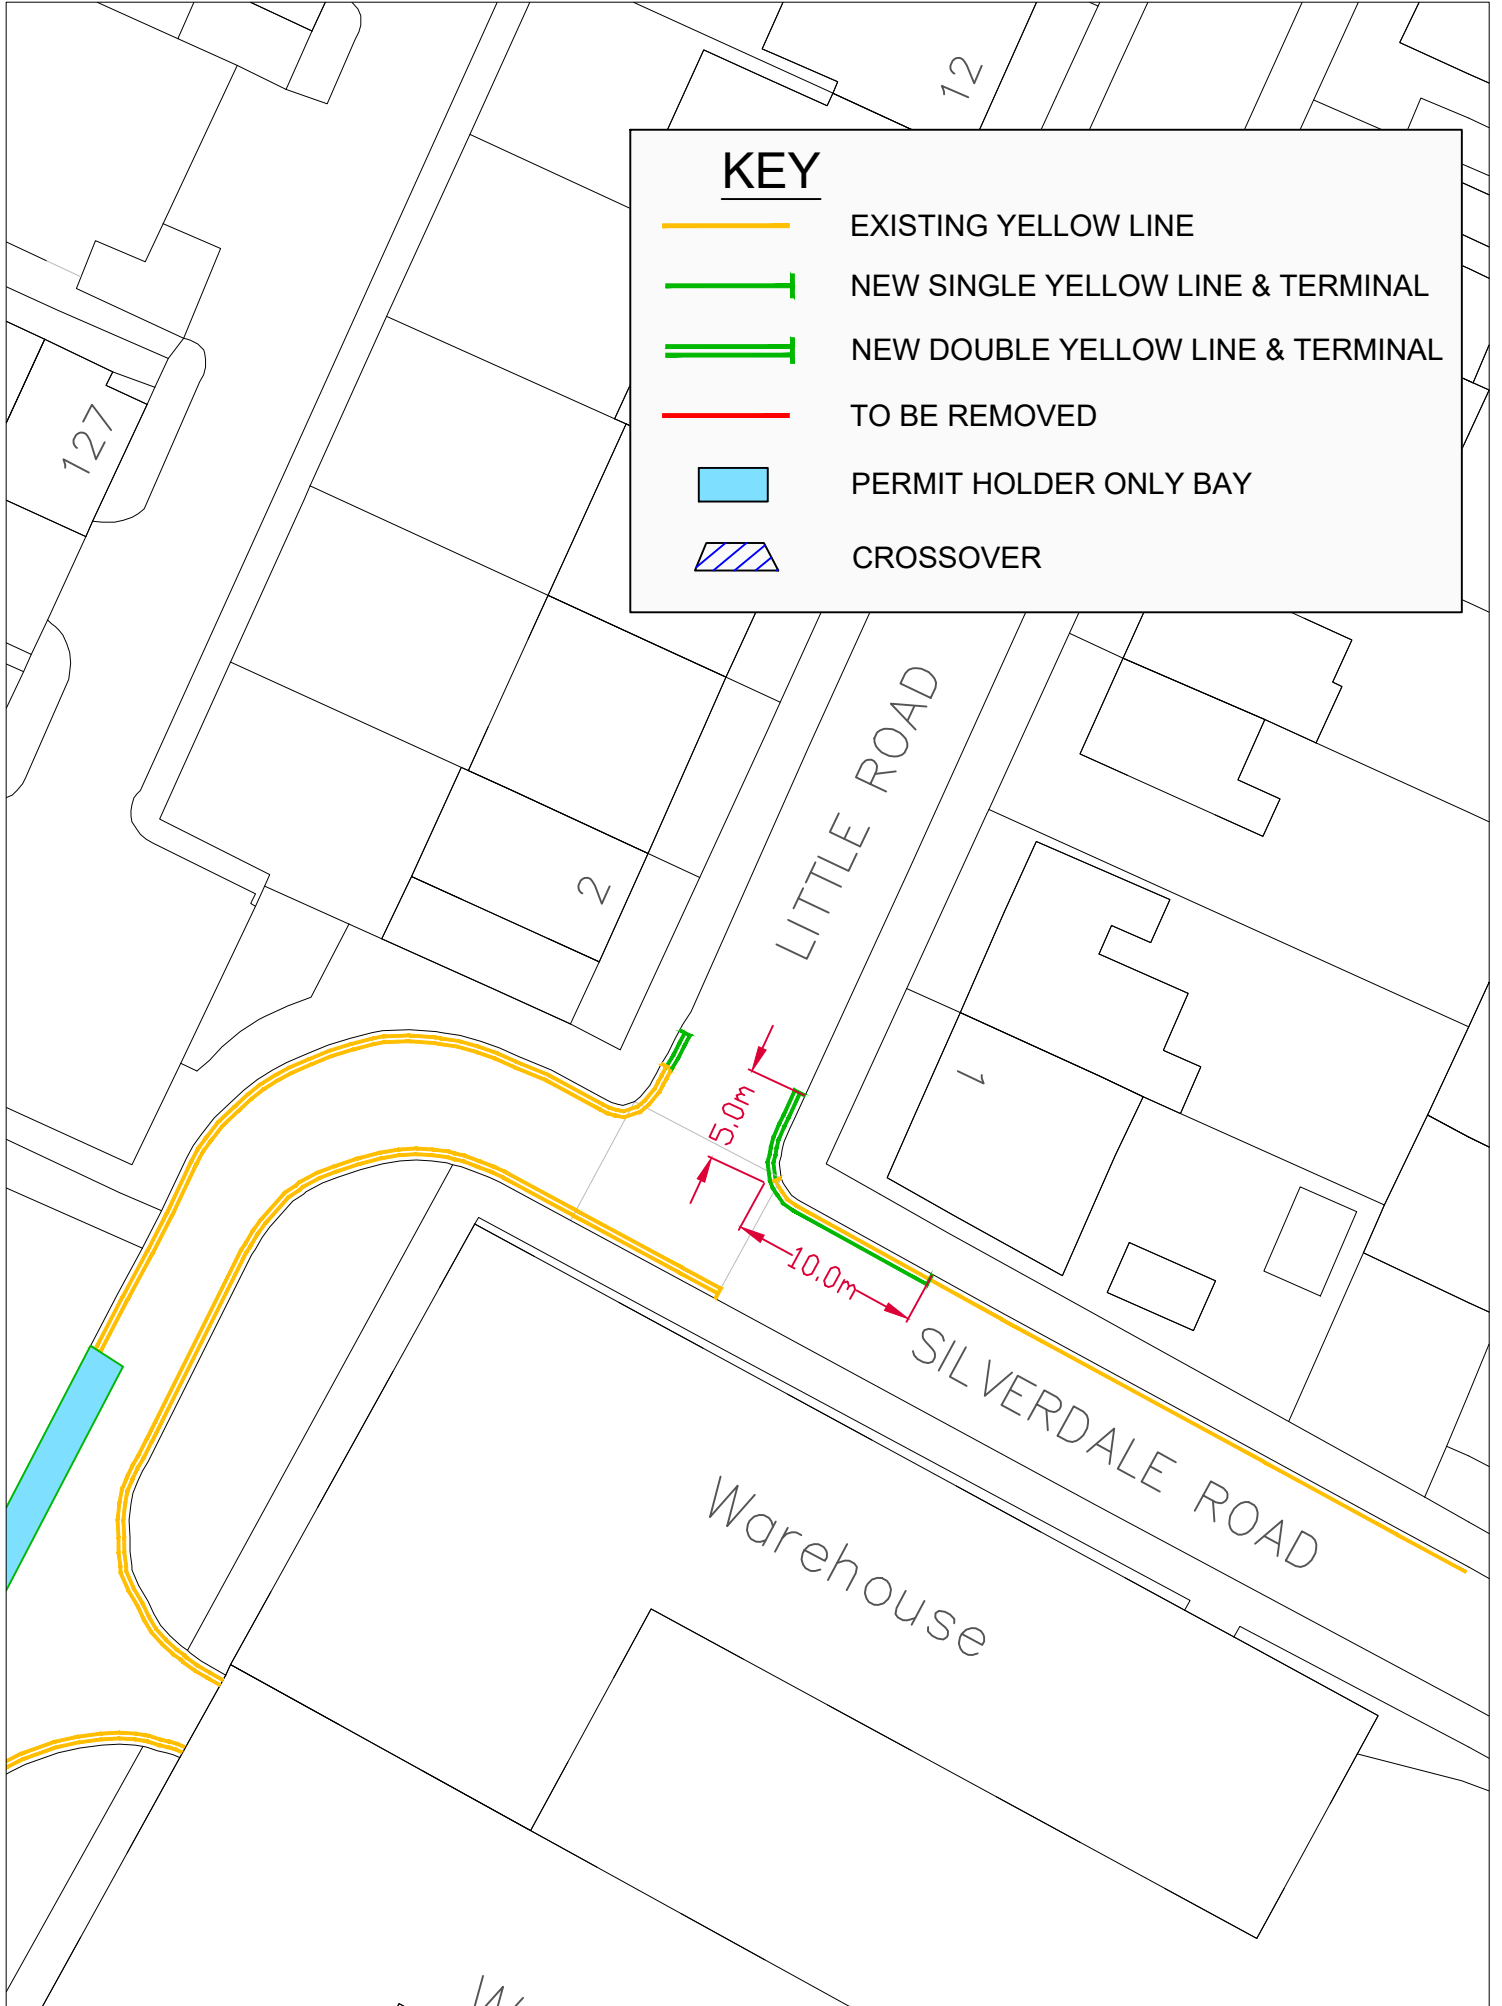 12
KEY
EXISTING YELLOW LINE
NEW SINGLE YELLOW LINE & TERMINAL
NEW DOUBLE YELLOW LINE & TERMINAL
TO BE REMOVED
PERMIT HOLDER ONLY BAY
CROSSOVER
127
LITTLE ROAD
2
1
5.0m
10.0m
SILVERDALE ROAD
Warehouse